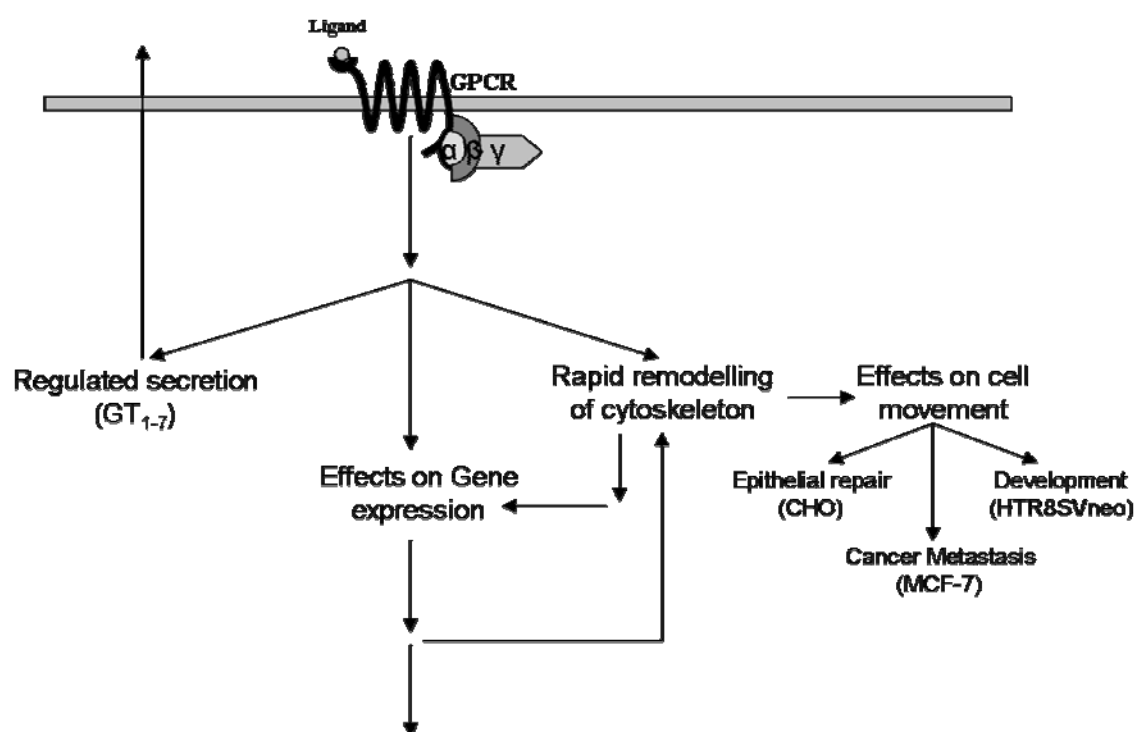 Ligand
GPCR
α β γ
Regulated secretion
(GT1-7)
Rapid remodelling
of cytoskeleton
Effects on cell
movement
Effects on Gene
expression
Epithelial repair
(CHO)
Development
(HTR8SVneo)
Cancer Metastasis
(MCF-7)